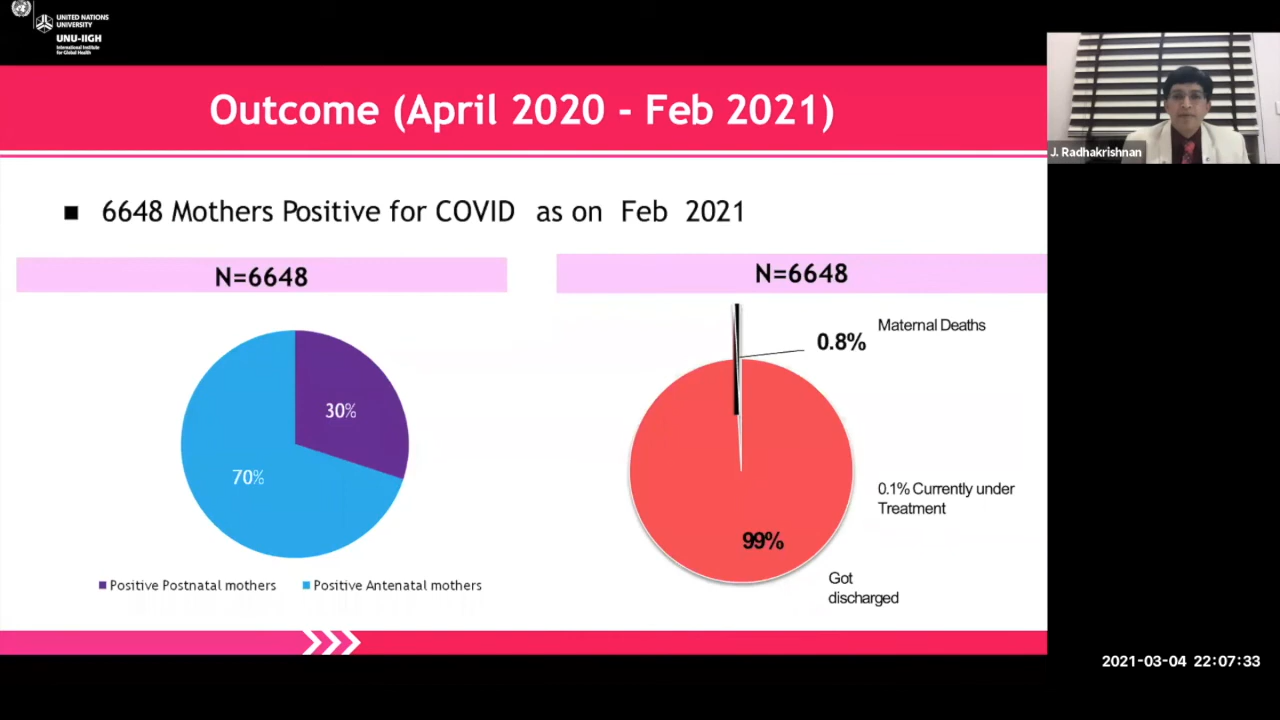 UNITED NATIONS
UNIVERSITY
UNU-IIGH
International Institute
for Global Health
Outcome (April 2020 - Feb 2021)
J. Radhakrishnan
■ 6648 Mothers Positive for COVID as on Feb 2021
N=6648
30%
70%
■ Positive Postnatal mothers ■ Positive Antenatal mothers
N=6648
Maternal Deaths
0.8%
0.1% Currently under
Treatment
99%
Got
discharged
2021-03-04 22:07:33